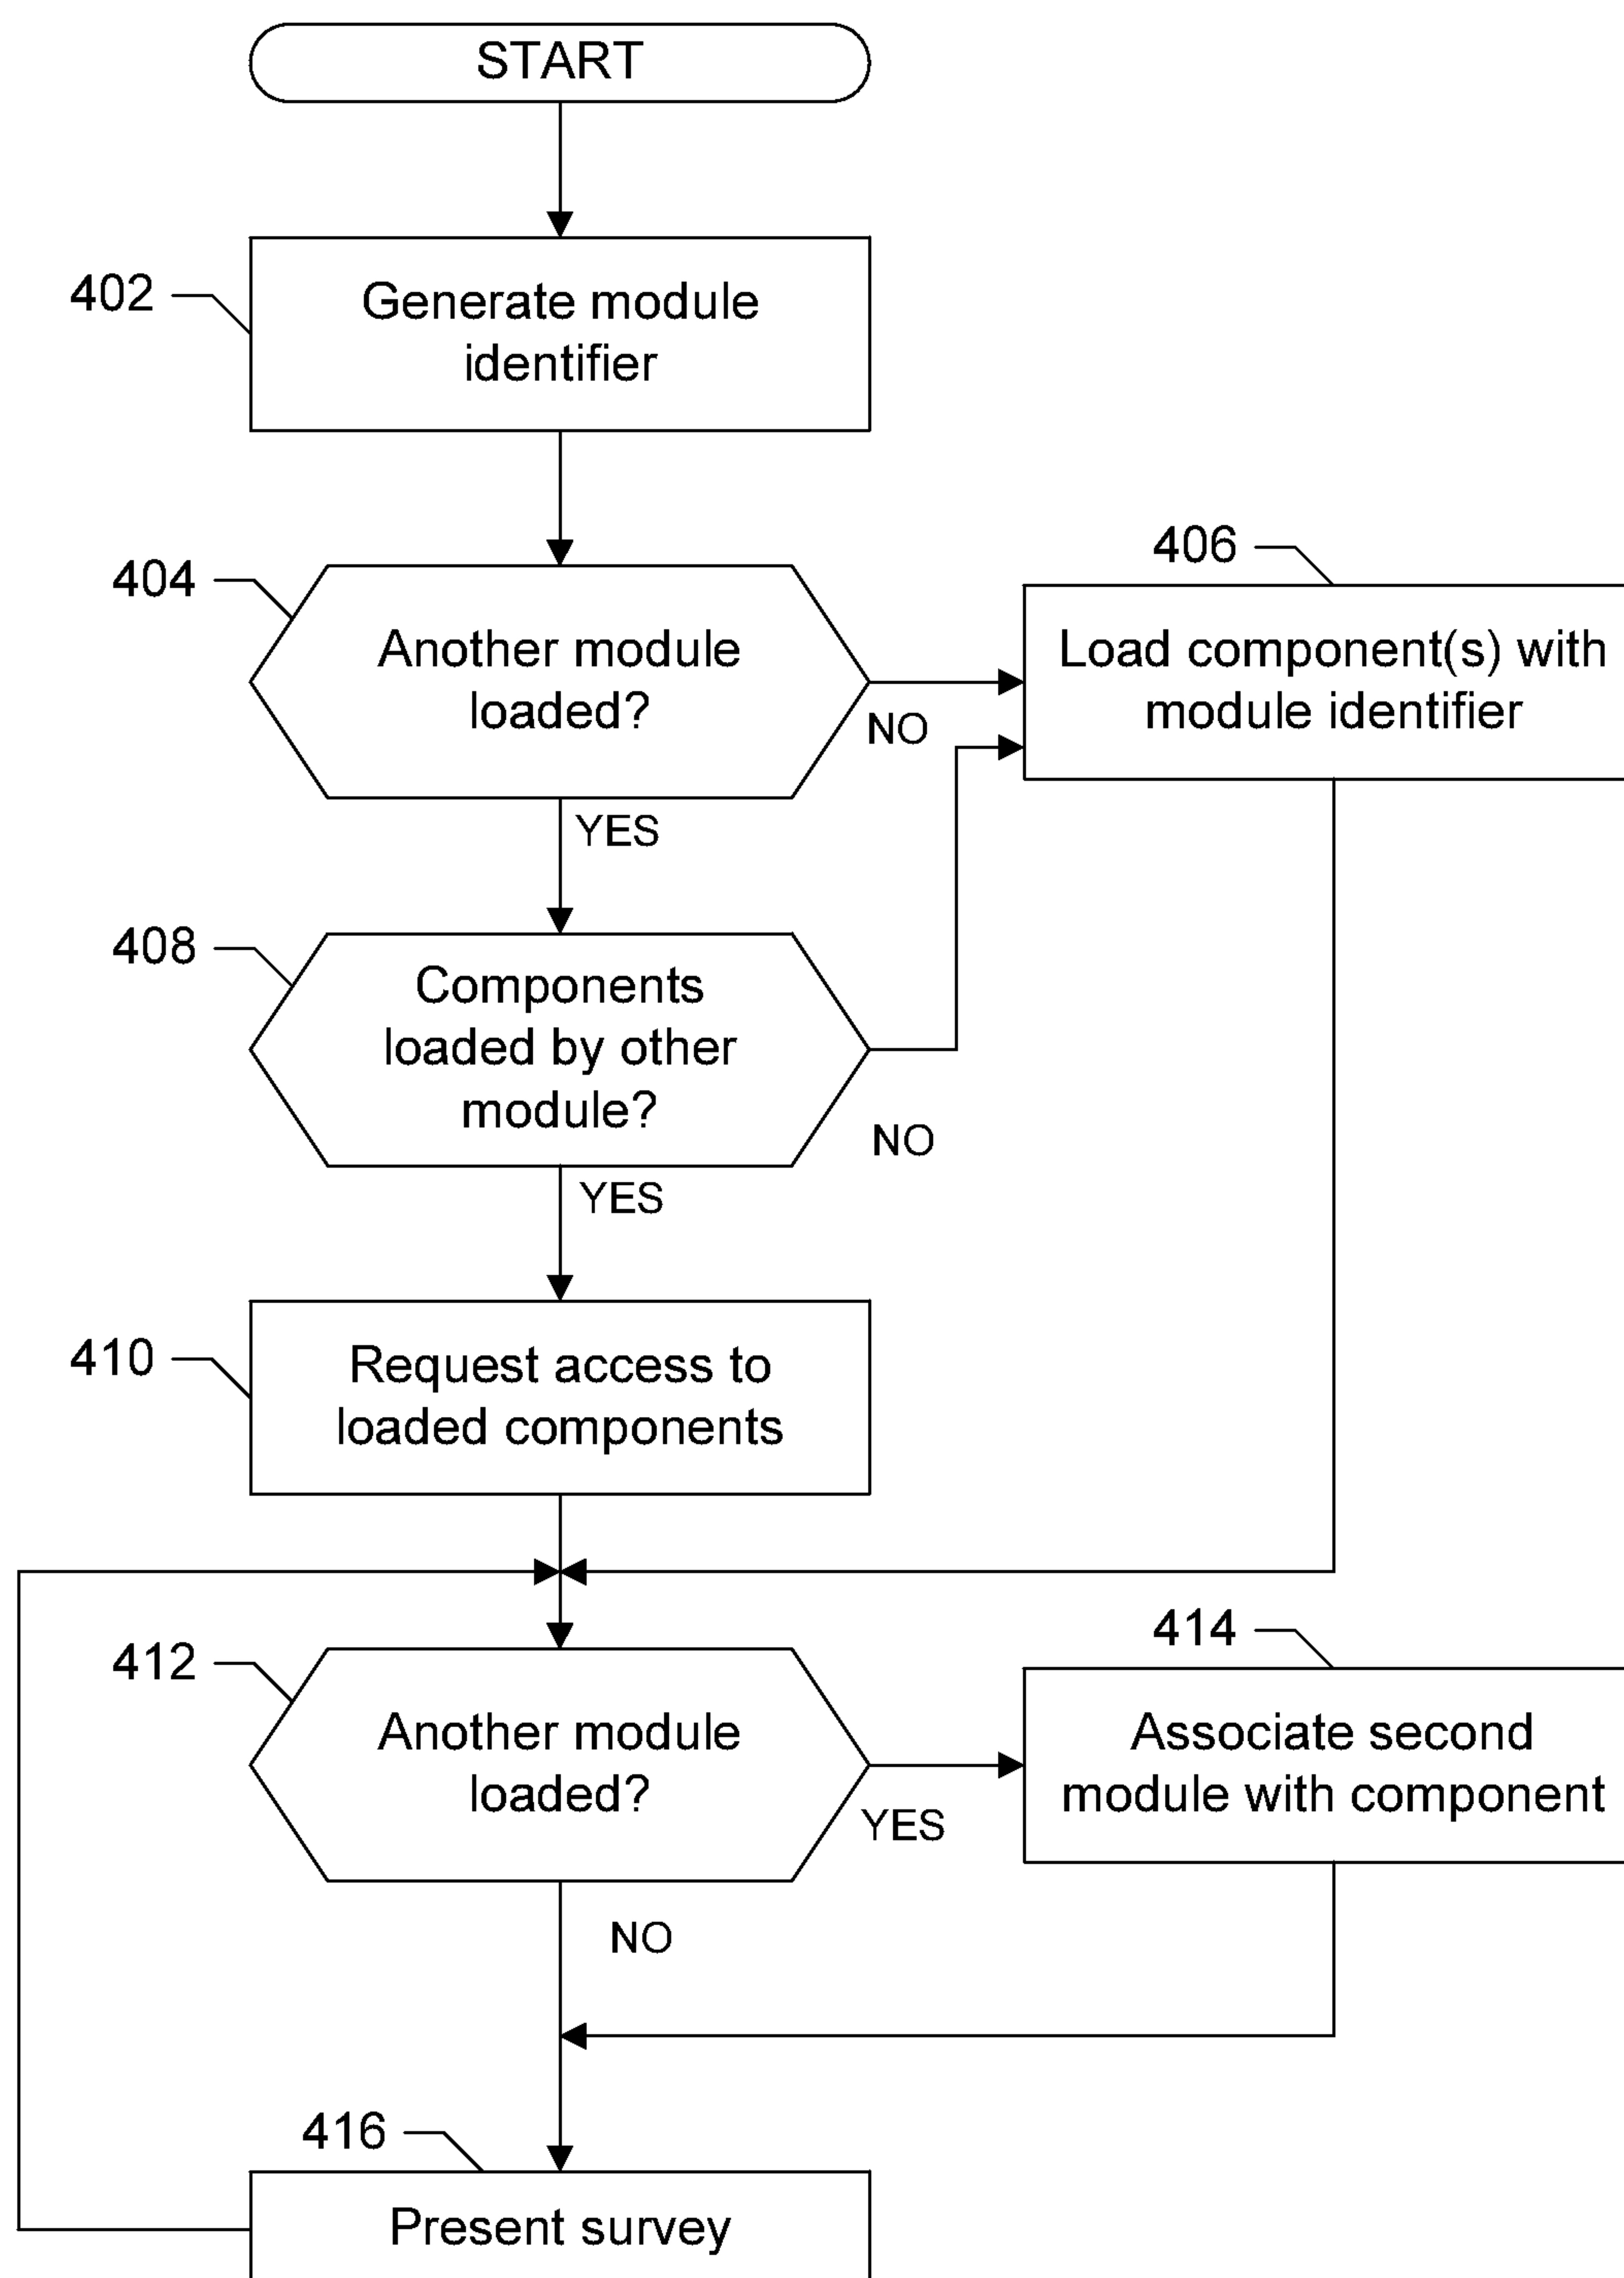 START
402
Generate module
identifier
404
Another module
loaded?
NO
YES
406
Load component(s) with
module identifier
408
Components
loaded by other
module?
NO
YES
410
Request access to
loaded components
412
Another module
loaded?
YES
NO
414
Associate second
module with component
416
Present survey